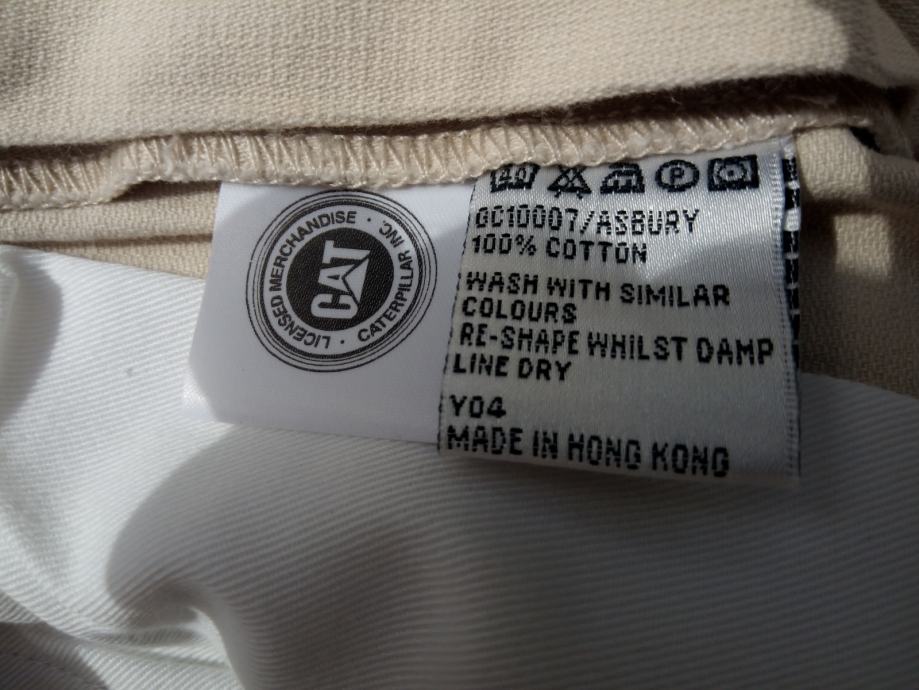 LICENSED MERCHANDISE · CATERPILLAR INC. ·
CAT
40
P
GC10007/ASBURY
100% COTTON
WASH WITH SIMILAR
COLOURS
RE-SHAPE WHILST DAMP
LINE DRY
Y04
MADE IN HONG KONG